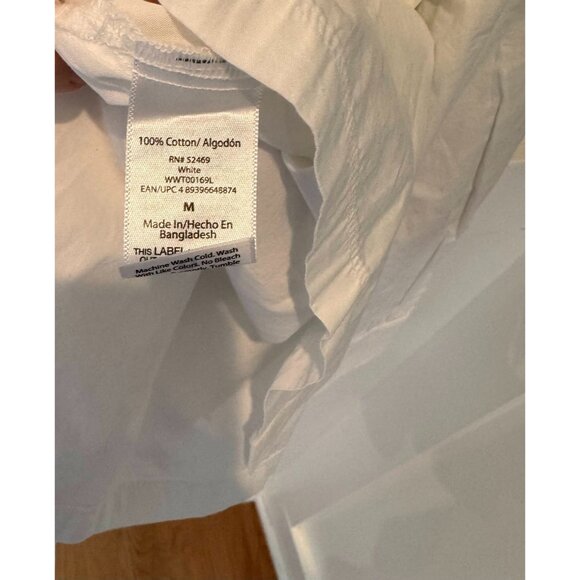 100% Cotton/ Algodón
RN# 52469
White
WWT00169L
EAN/UPC 4 89396648874
M
Made In/Hecho En
Bangladesh
THIS LABEL
Machine Wash Cold. Wash
With Like Colors. No Bleach
Tumble